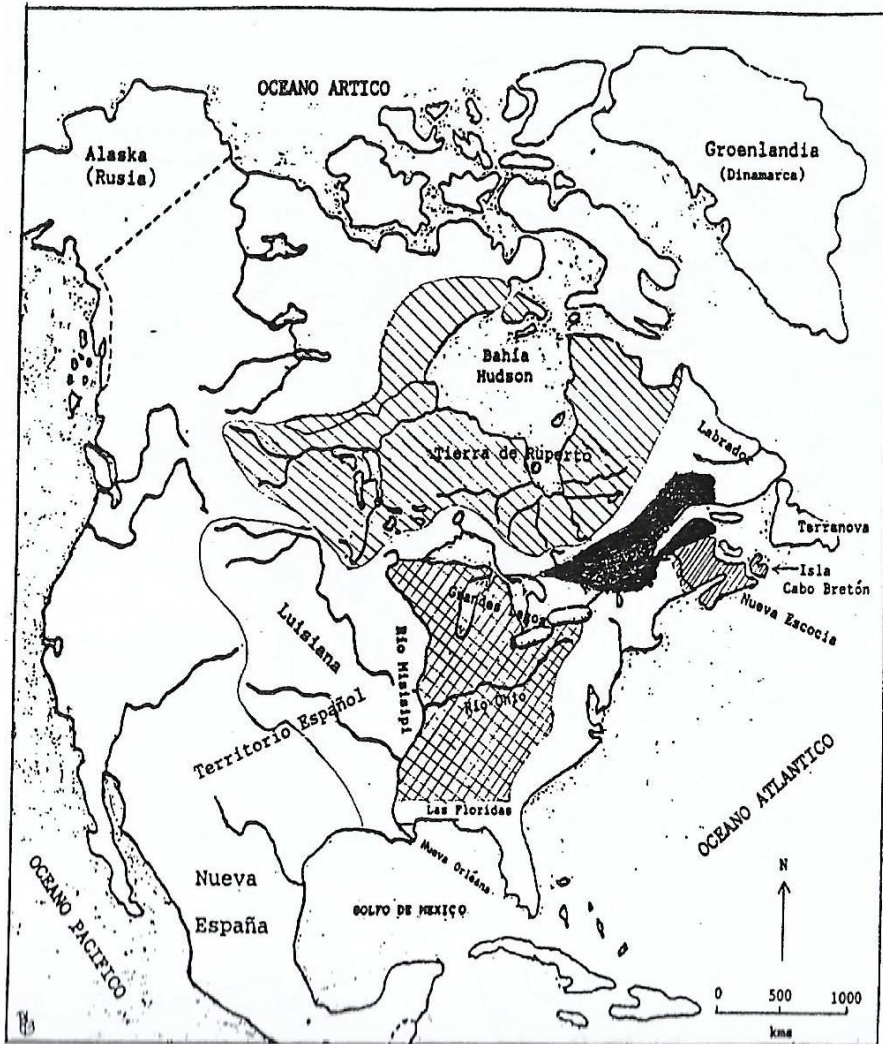 OCEANO ARTICO
Alaska
(Rusia)
Groenlandia
(Dinamarca)
Bahía
Hudson
Tierra de Ruperto
Labrador
Terranova
Isla
Cabo Bretón
Nueva Escocia
Grandes Lagos
Luisiana
Río Misisipi
Río Ohio
Territorio Español
Las Floridas
OCEANO ATLANTICO
Nueva Orléans
Nueva
España
GOLFO DE MEXICO
OCEANO PACIFICO
N
0 500 1000
kms